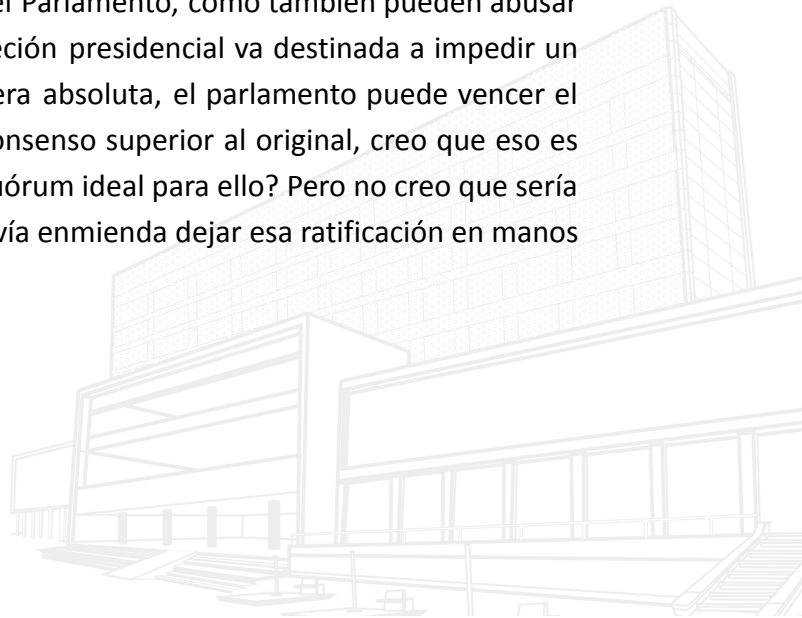 el Parlamento, como también pueden abusar
eción presidencial va destinada a impedir un
era absoluta, el parlamento puede vencer el
onsenso superior al original, creo que eso es
uórum ideal para ello? Pero no creo que sería
vía enmienda dejar esa ratificación en manos